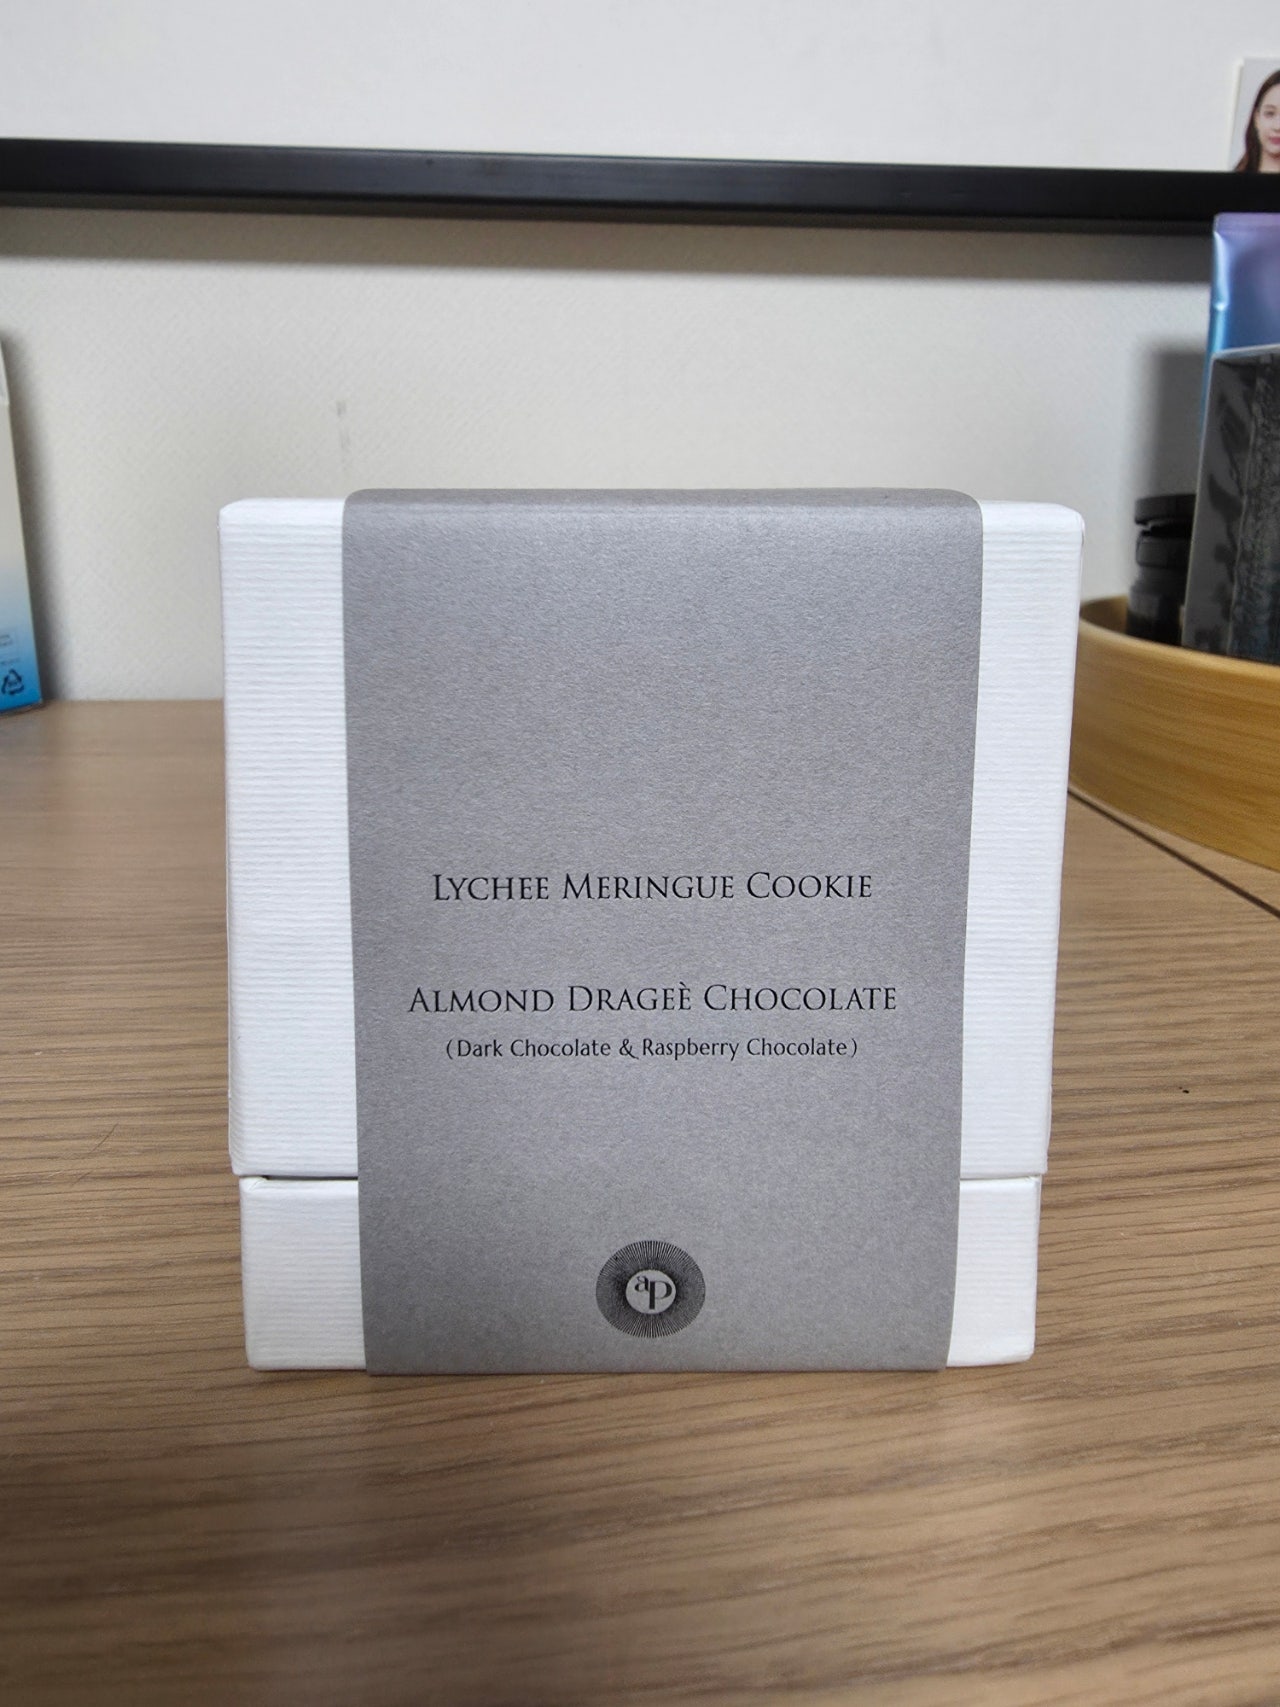 LYCHEE MERINGUE COOKIE
ALMOND DRAGEÈ CHOCOLATE
(Dark Chocolate & Raspberry Chocolate)
aP